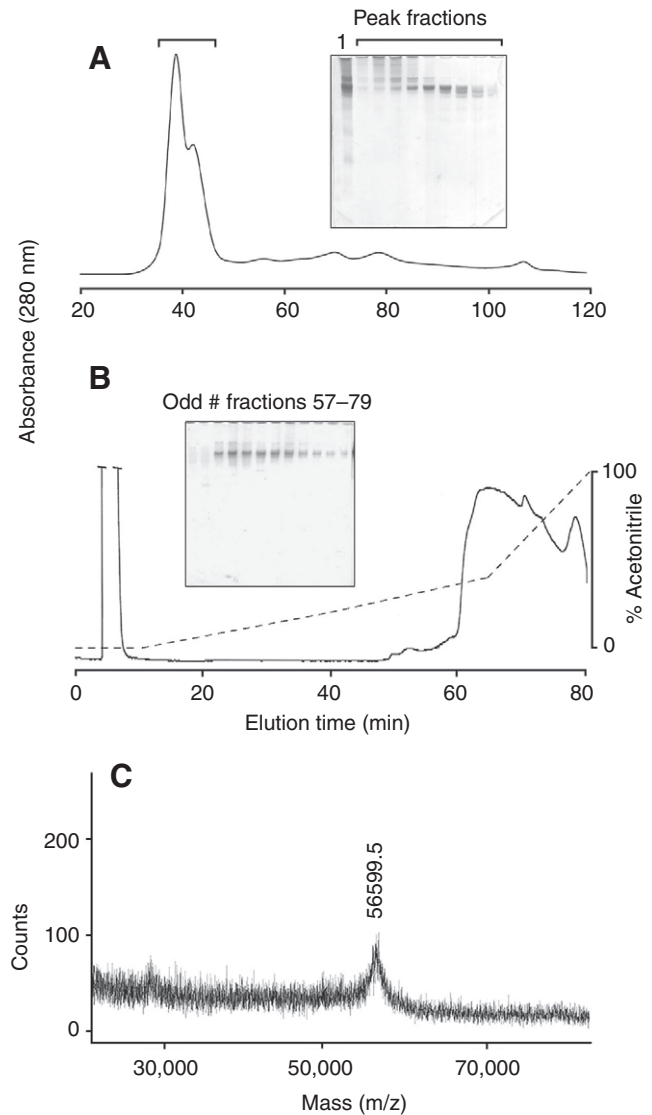 Peak fractions
A
1
20 40 60 80 100 120
Absorbance (280 nm)
B
Odd # fractions 57–79
100
0
% Acetonitrile
0 20 40 60 80
Elution time (min)
C
200
100
0
Counts
56599.5
30,000 50,000 70,000
Mass (m/z)